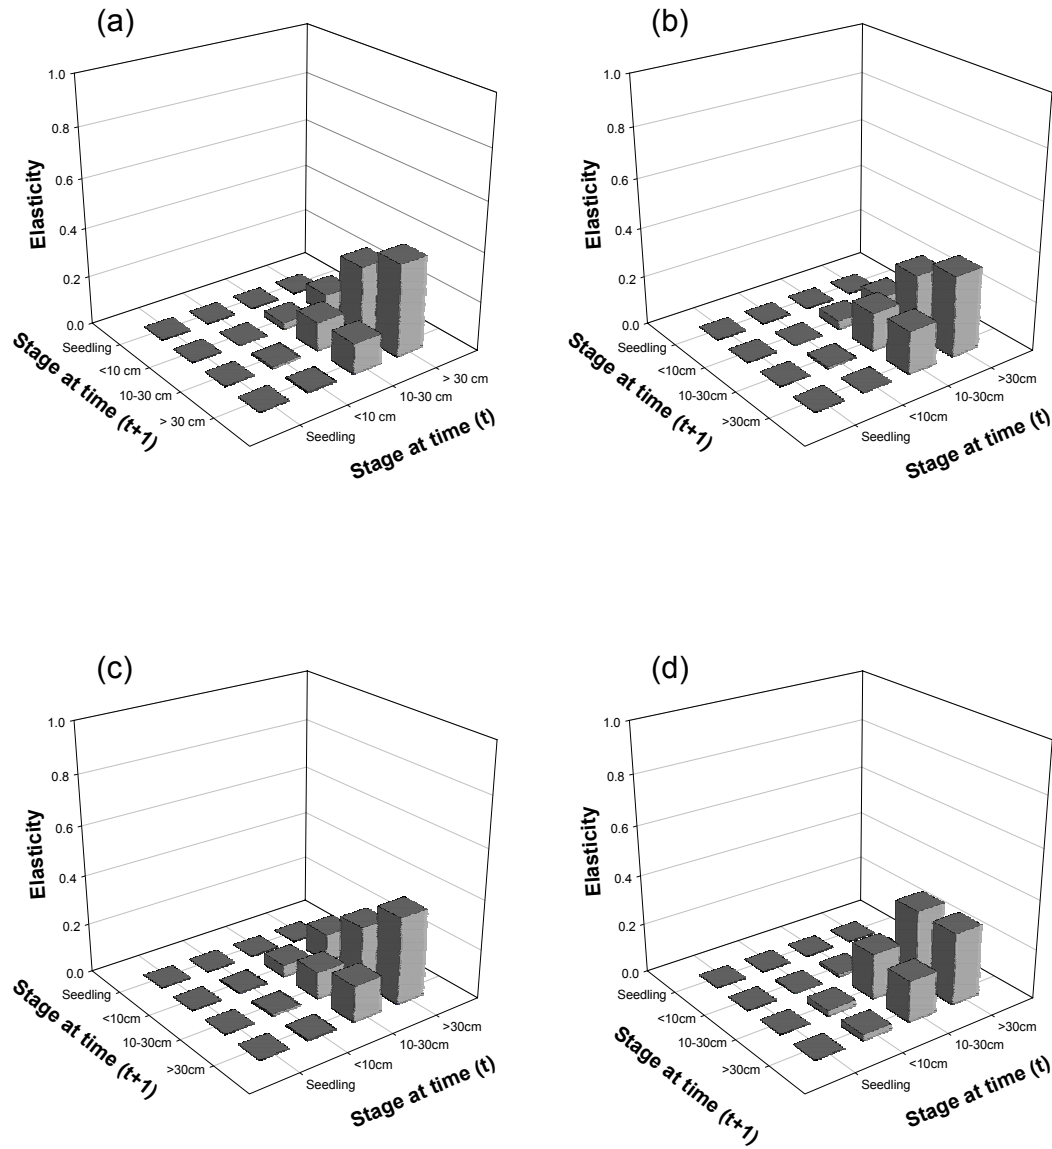 (a)
1.0
0.8
0.6
0.4
0.2
0.0
Elasticity
Seedling
<10 cm
10-30 cm
> 30 cm
Stage at time (t+1)
Seedling
<10 cm
10-30 cm
> 30 cm
Stage at time (t)
(b)
1.0
0.8
0.6
0.4
0.2
0.0
Elasticity
Seedling
<10cm
10-30cm
>30cm
Stage at time (t+1)
Seedling
<10cm
10-30cm
>30cm
Stage at time (t)
(c)
1.0
0.8
0.6
0.4
0.2
0.0
Elasticity
Seedling
<10cm
10-30cm
>30cm
Stage at time (t+1)
Seedling
<10cm
10-30cm
>30cm
Stage at time (t)
(d)
1.0
0.8
0.6
0.4
0.2
0.0
Elasticity
Seedling
<10cm
10-30cm
>30cm
Stage at time (t+1)
Seedling
<10cm
10-30cm
>30cm
Stage at time (t)